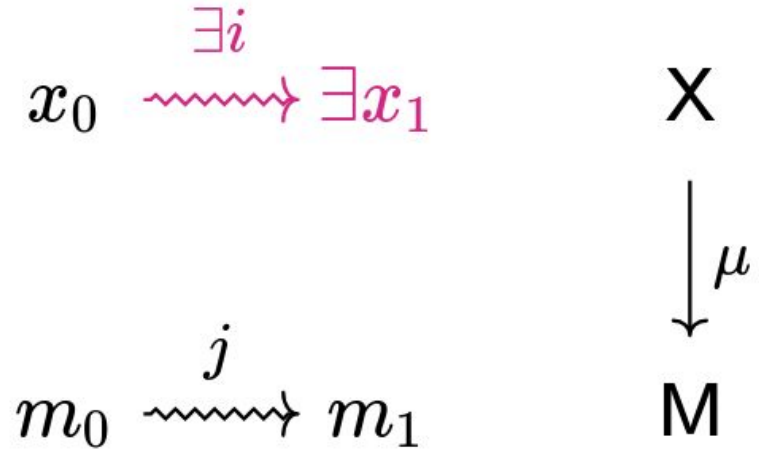 ∃i
x₀ ⇝ ∃x₁ X
μ
j
m₀ ⇝ m₁ M